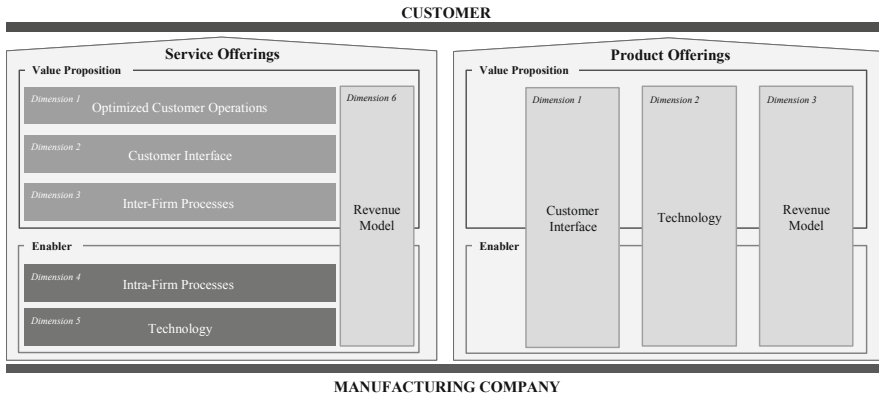 CUSTOMER
Service Offerings
Value Proposition
Dimension 1
Optimized Customer Operations
Dimension 2
Customer Interface
Dimension 3
Inter-Firm Processes
Dimension 6
Revenue
Model
Enabler
Dimension 4
Intra-Firm Processes
Dimension 5
Technology
Product Offerings
Value Proposition
Dimension 1
Customer
Interface
Dimension 2
Technology
Dimension 3
Revenue
Model
Enabler
MANUFACTURING COMPANY